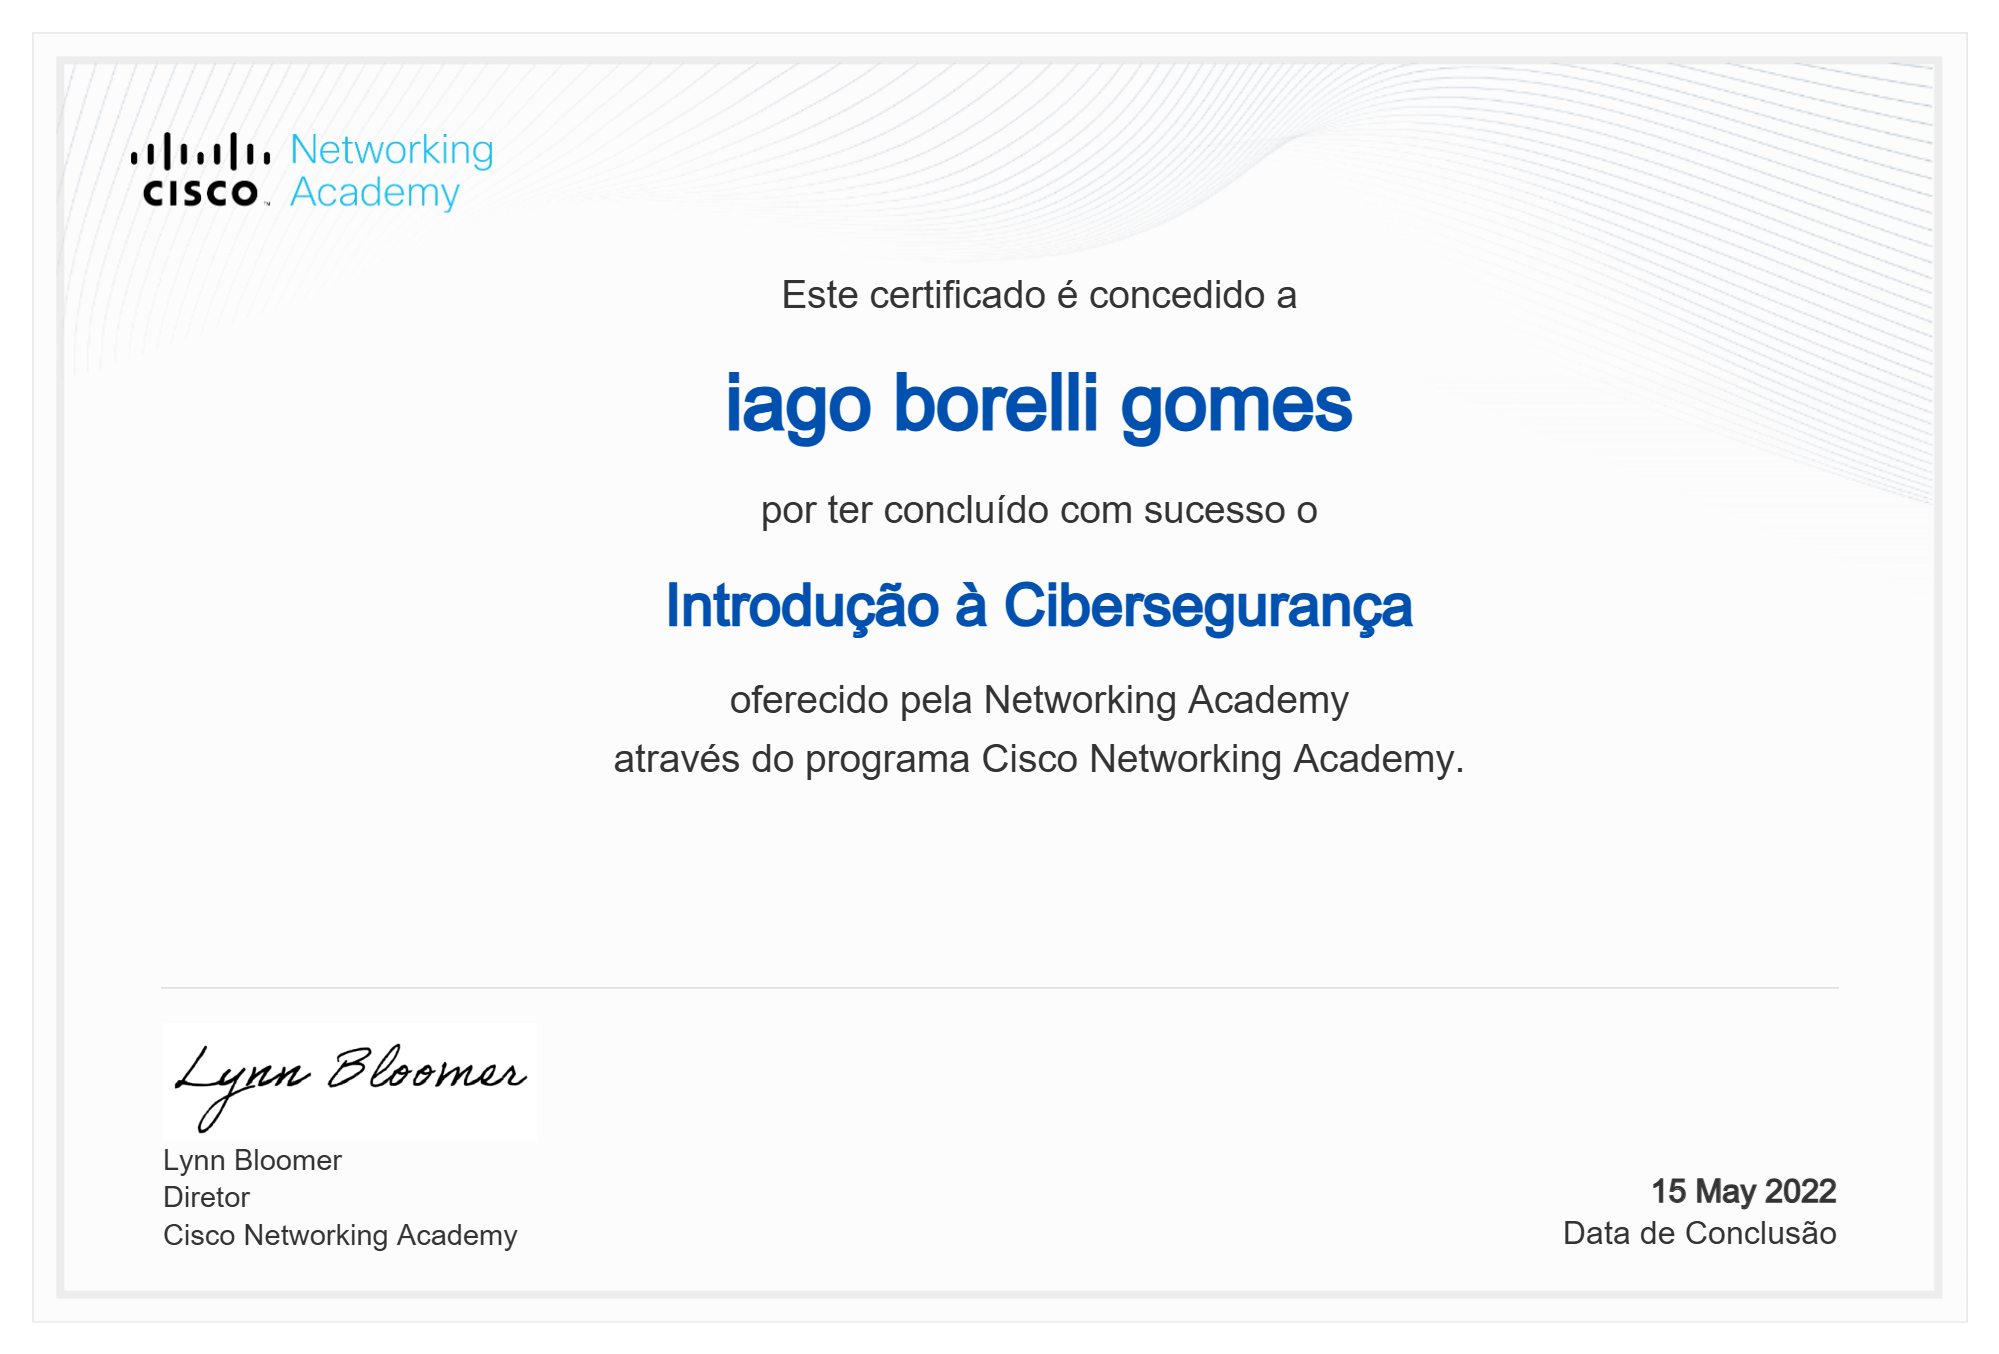 Networking
CISCO™ Academy
Este certificado é concedido a
iago borelli gomes
por ter concluído com sucesso o
Introdução à Cibersegurança
oferecido pela Networking Academy
através do programa Cisco Networking Academy.
Lynn Bloomer
Lynn Bloomer
Diretor
Cisco Networking Academy
15 May 2022
Data de Conclusão